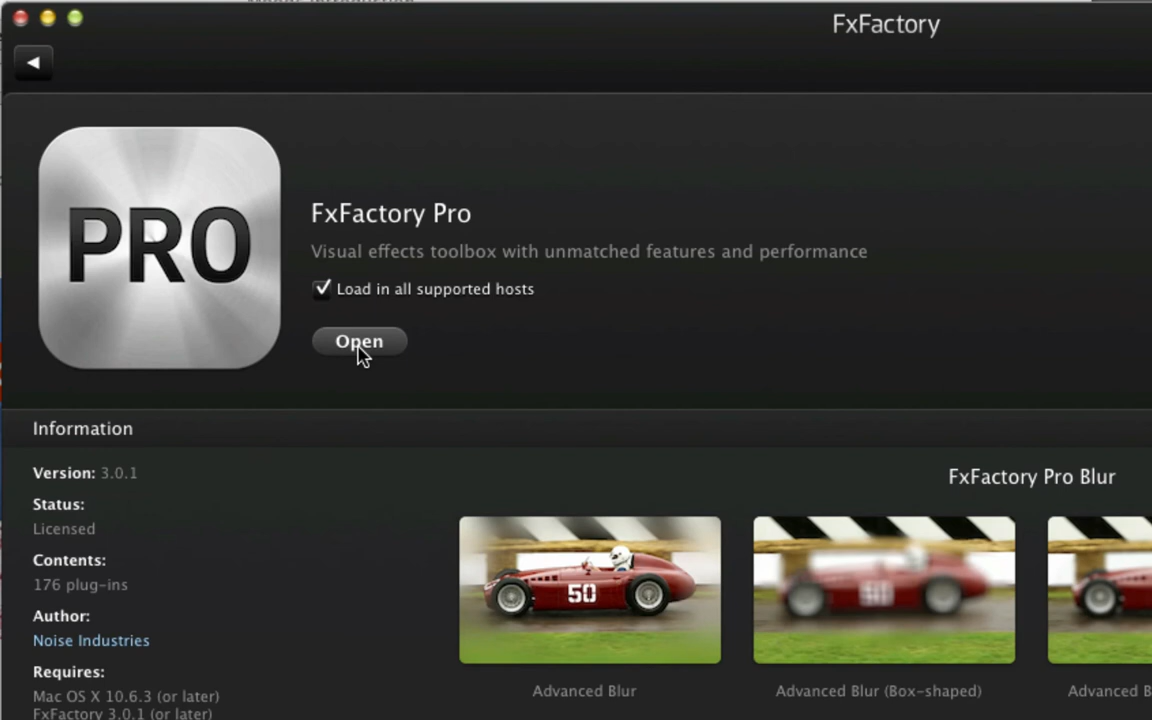 FxFactory
PRO
FxFactory Pro
Visual effects toolbox with unmatched features and performance
Load in all supported hosts
Open
Information
Version: 3.0.1
Status:
Licensed
Contents:
176 plug-ins
Author:
Noise Industries
Requires:
Mac OS X 10.6.3 (or later)
FxFactory 3.0.1 (or later)
FxFactory Pro Blur
50
50
Advanced Blur
Advanced Blur (Box-shaped)
Advanced B